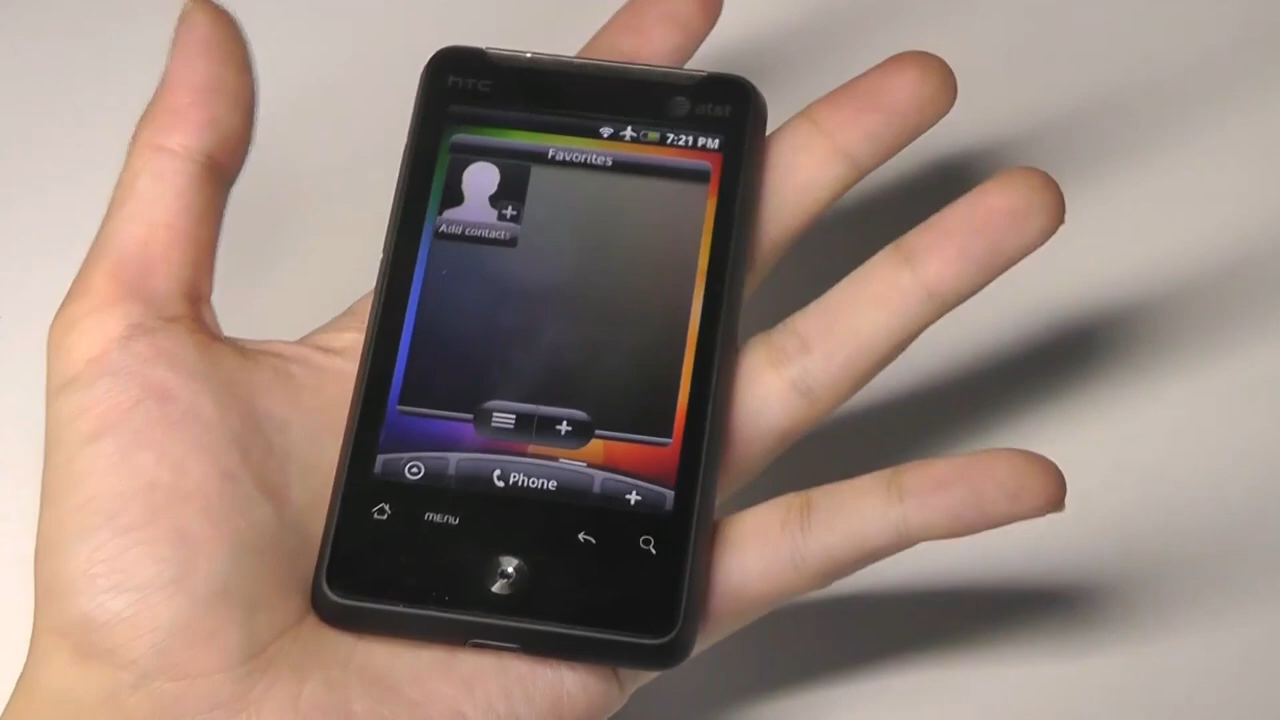 hTC
at&t
7:21 PM
Favorites
Add contacts
Phone
menu